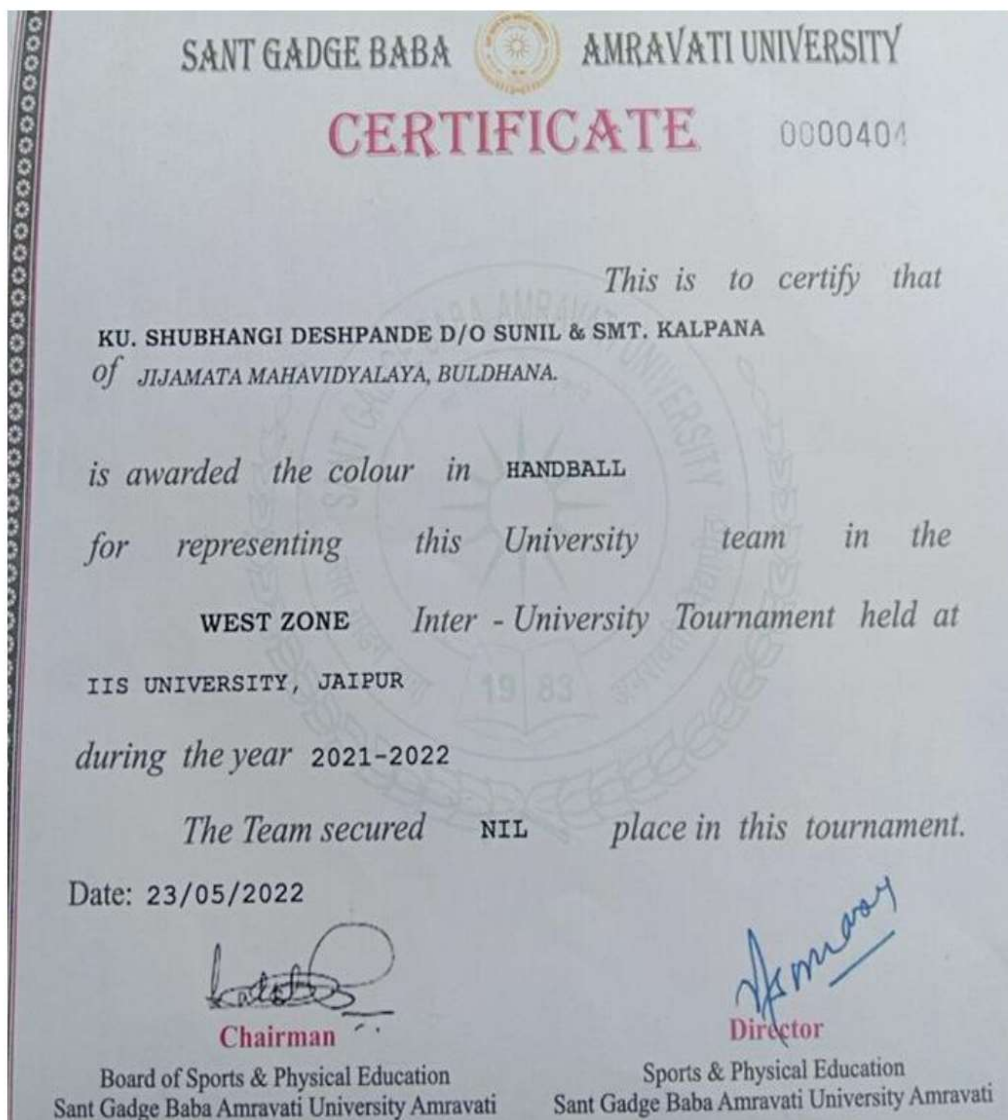 SANT GADGE BABA AMRAVATI UNIVERSITY
CERTIFICATE 0000404
This is to certify that
KU. SHUBHANGI DESHPANDE D/O SUNIL & SMT. KALPANA
of JIJAMATA MAHAVIDYALAYA, BULDHANA.
is awarded the colour in HANDBALL
for representing this University team in the
WEST ZONE Inter - University Tournament held at
IIS UNIVERSITY, JAIPUR
19 83
during the year 2021-2022
The Team secured NIL place in this tournament.
Date: 23/05/2022
Chairman Director
Board of Sports & Physical Education Sports & Physical Education
Sant Gadge Baba Amravati University Amravati Sant Gadge Baba Amravati University Amravati